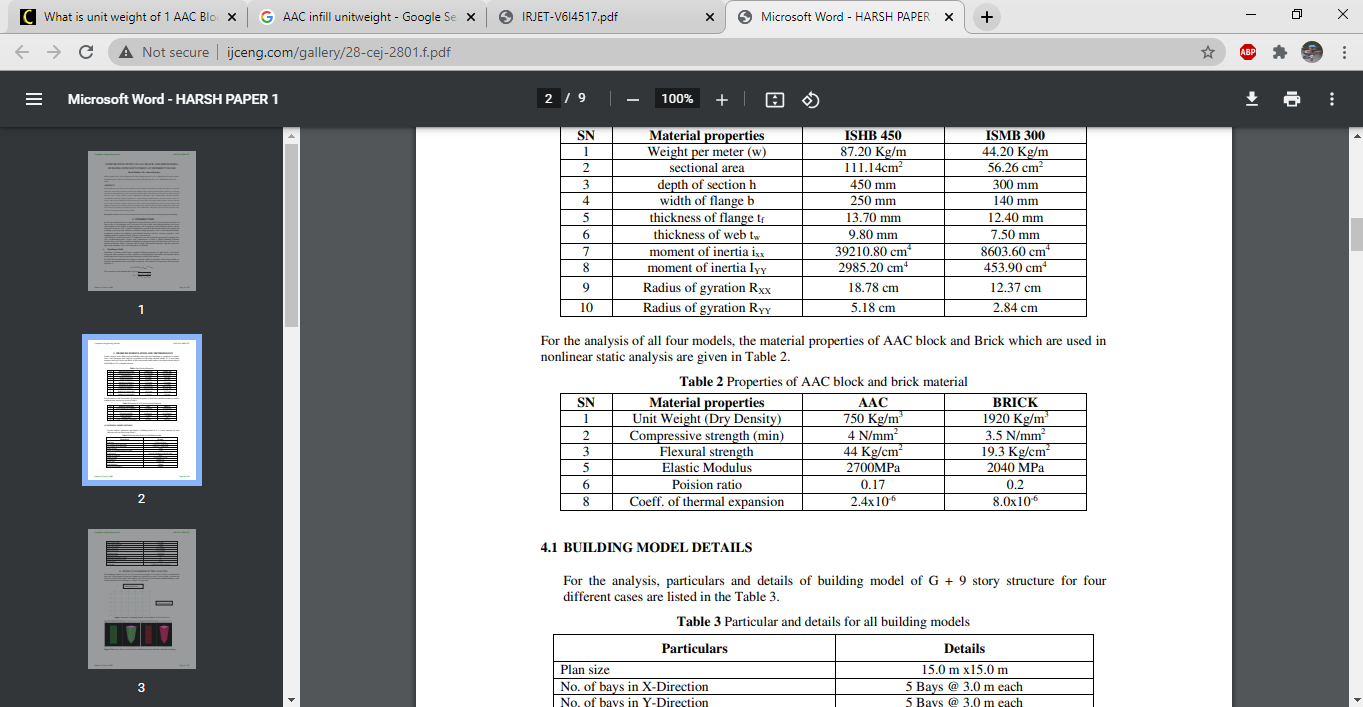 What is unit weight of 1 AAC Blo
AAC infill unitweight - Google Se
IRJET-V6I4517.pdf
Microsoft Word - HARSH PAPER
Not secure | ijceng.com/gallery/28-cej-2801.f.pdf
ABP
Microsoft Word - HARSH PAPER 1
2 / 9
100%
1
2
3
SN Material properties ISHB 450 ISMB 300
1 Weight per meter (w) 87.20 Kg/m 44.20 Kg/m
2 sectional area 111.14cm² 56.26 cm²
3 depth of section h 450 mm 300 mm
4 width of flange b 250 mm 140 mm
5 thickness of flange tf 13.70 mm 12.40 mm
6 thickness of web tw 9.80 mm 7.50 mm
7 moment of inertia ixx 39210.80 cm⁴ 8603.60 cm⁴
8 moment of inertia IYY 2985.20 cm⁴ 453.90 cm⁴
9 Radius of gyration RXX 18.78 cm 12.37 cm
10 Radius of gyration RYY 5.18 cm 2.84 cm
For the analysis of all four models, the material properties of AAC block and Brick which are used in
nonlinear static analysis are given in Table 2.
Table 2 Properties of AAC block and brick material
SN Material properties AAC BRICK
1 Unit Weight (Dry Density) 750 Kg/m³ 1920 Kg/m³
2 Compressive strength (min) 4 N/mm² 3.5 N/mm²
3 Flexural strength 44 Kg/cm² 19.3 Kg/cm²
5 Elastic Modulus 2700MPa 2040 MPa
6 Poision ratio 0.17 0.2
8 Coeff. of thermal expansion 2.4x10⁻⁶ 8.0x10⁻⁶
4.1 BUILDING MODEL DETAILS
For the analysis, particulars and details of building model of G + 9 story structure for four
different cases are listed in the Table 3.
Table 3 Particular and details for all building models
Particulars Details
Plan size 15.0 m x15.0 m
No. of bays in X-Direction 5 Bays @ 3.0 m each
No. of bays in Y-Direction 5 Bays @ 3.0 m each